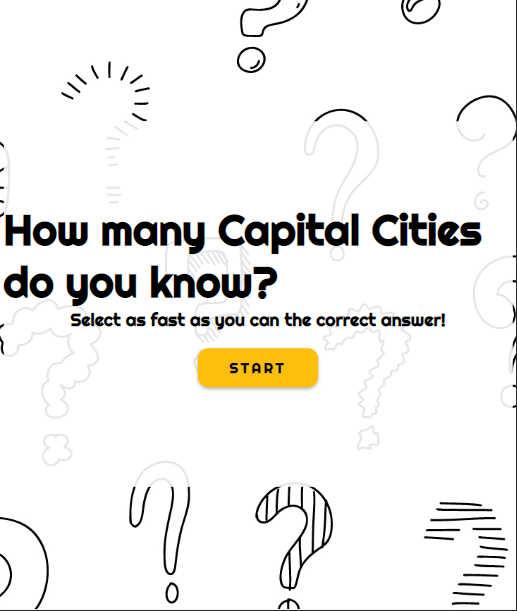 How many Capital Cities
do you know?
Select as fast as you can the correct answer!
START